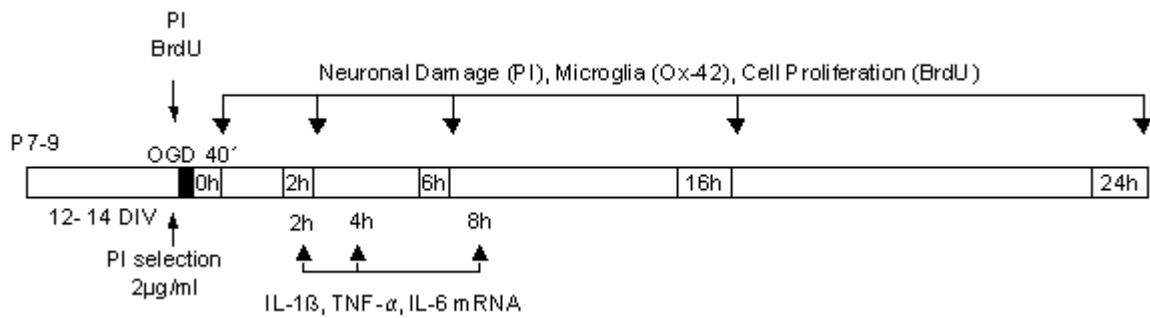 PI
BrdU
Neuronal Damage (PI), Microglia (Ox-42), Cell Proliferation (BrdU)
P7-9
OGD 40´
0h 2h 6h 16h 24h
12- 14 DIV
2h 4h 8h
PI selection
2µg/ml
IL-1ß, TNF-α, IL-6 mRNA